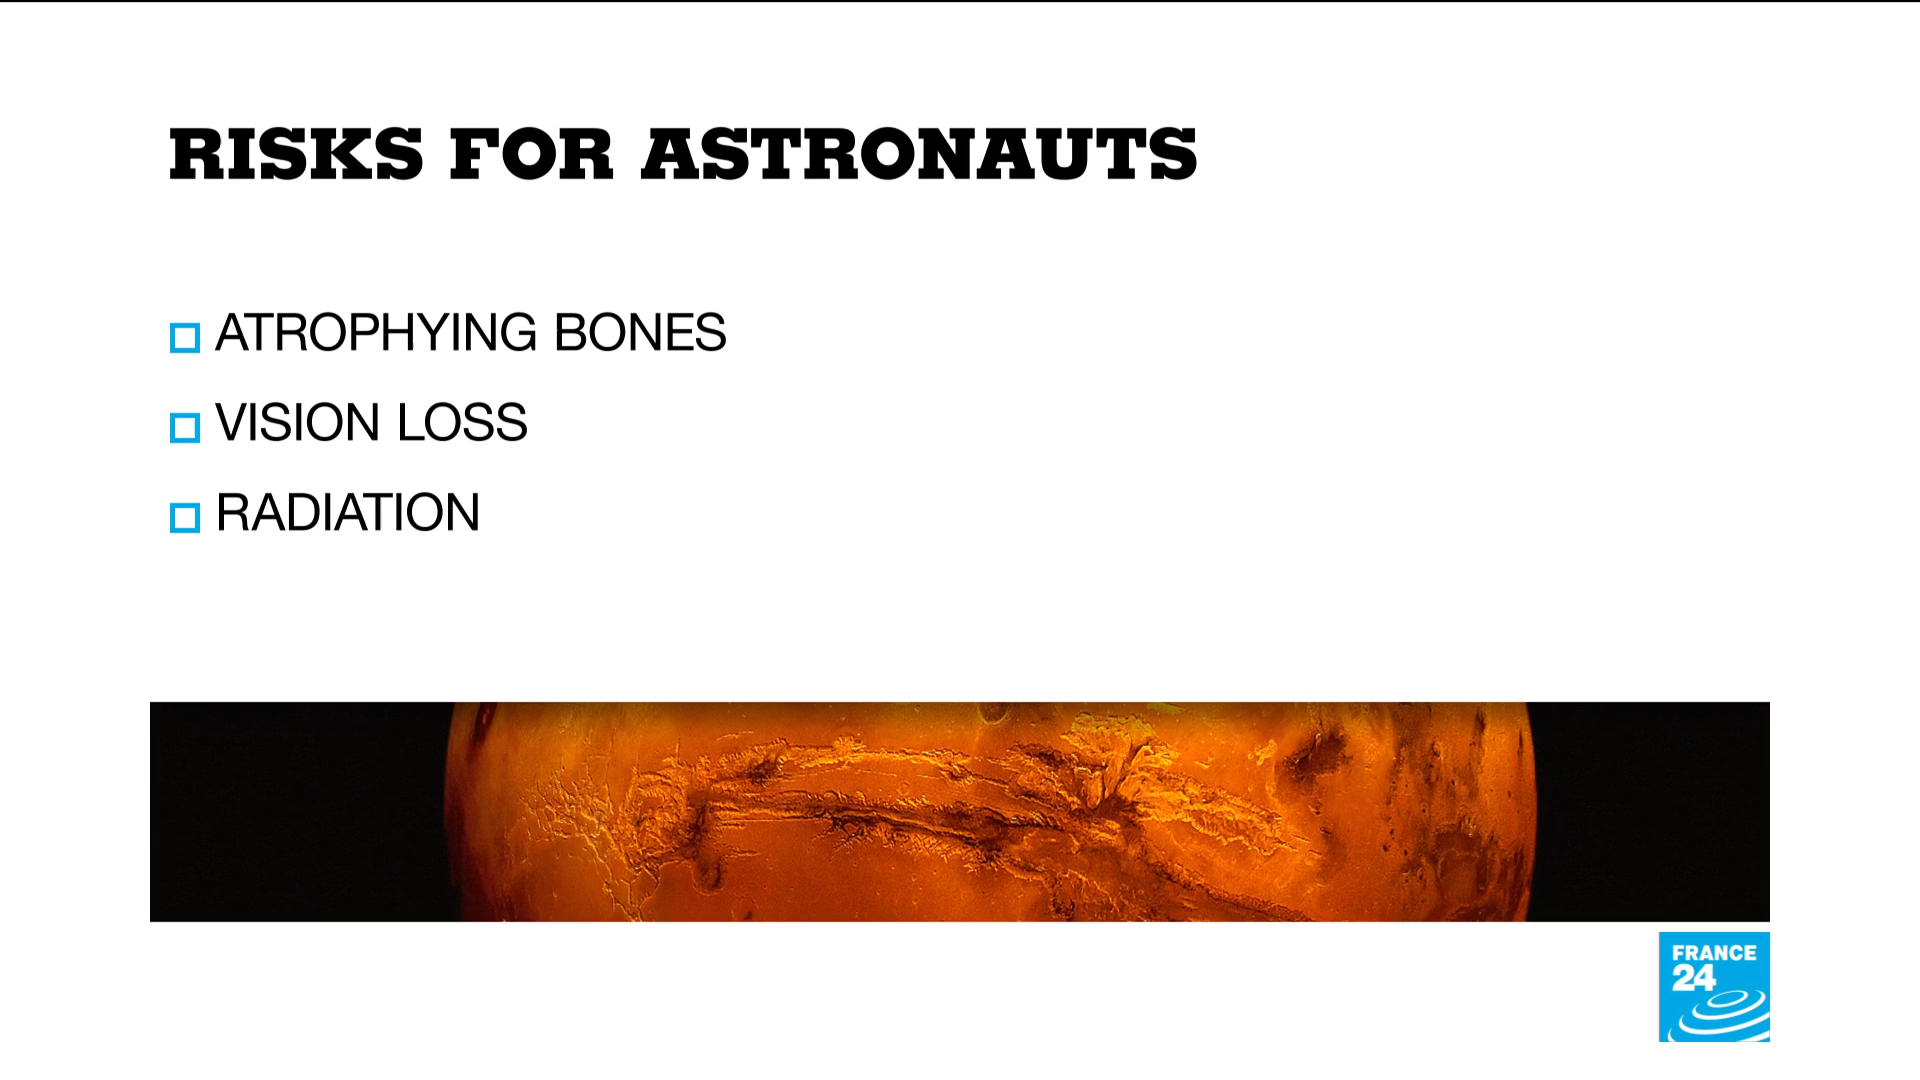 RISKS FOR ASTRONAUTS
ATROPHYING BONES
VISION LOSS
RADIATION
FRANCE
24